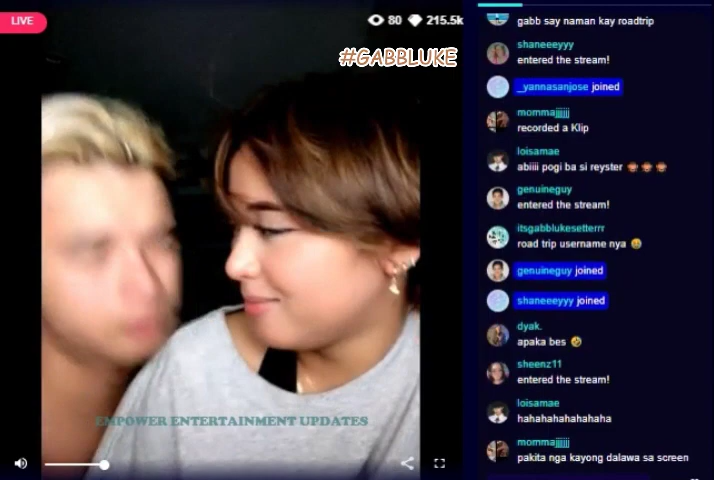 LIVE
80
215.5k
#GABBLUKE
EMPOWER ENTERTAINMENT UPDATES
gabb say naman kay roadtrip
shaneeeyyy
entered the stream!
_yannasanjose joined
mommajjjjjj
recorded a Klip
loisamae
abiiii pogi ba si reyster
genuineguy
entered the stream!
itsgabblukesetterrr
road trip username nya
genuineguy joined
shaneeeyyy joined
dyak.
apaka bes
sheenz11
entered the stream!
loisamae
hahahahahahahaha
mommajjjjjj
pakita nga kayong dalawa sa screen